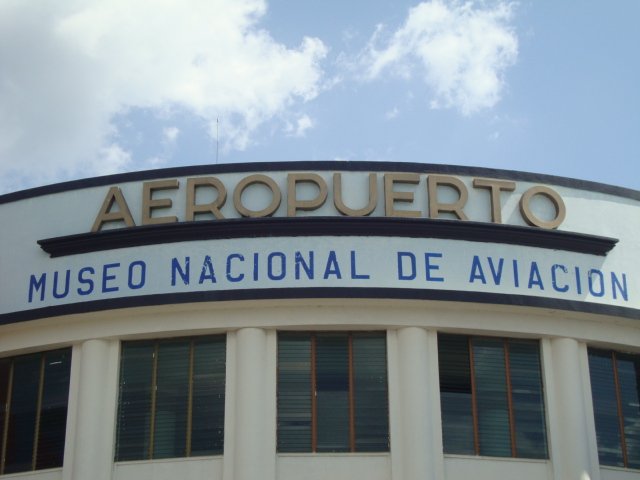 AEROPUERTO
MUSEO NACIONAL DE AVIACION